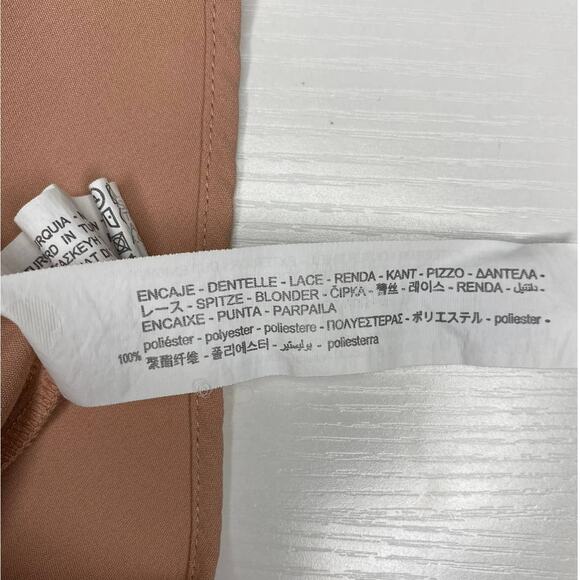 ENCAJE - DENTELLE - LACE - RENDA - KANT - PIZZO - ΔΑΝΤΕΛΑ -
レース - SPITZE - BLONDER - ČIPKA - 蕾丝 - 레이스 - RENDA - دانتيل -
ENCAIXE - PUNTA - PARPAILA
100% poliéster - polyester - poliestere - ΠΟΛΥΕΣΤΕΡΑΣ - ポリエステル - poliester -
聚酯纤维 - 폴리에스터 - بوليستير - poliesterra